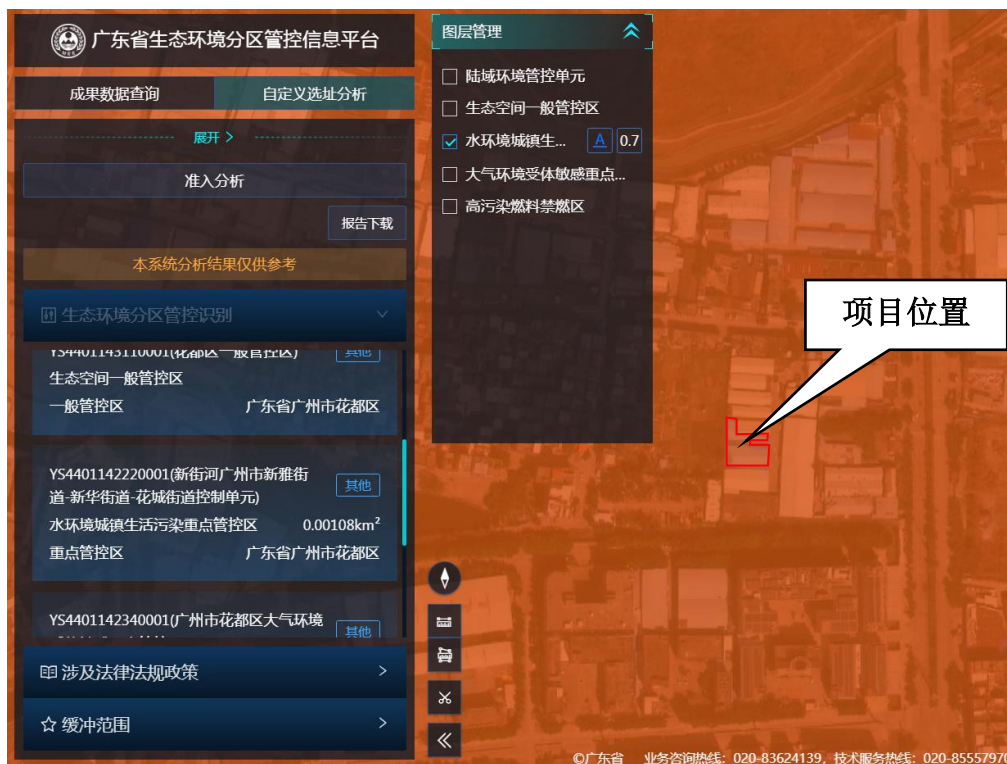 广东省生态环境分区管控信息平台
成果数据查询
自定义选址分析
展开 >
准入分析
报告下载
本系统分析结果仅供参考
生态环境分区管控识别
YS4401143110001(花都区一般管控区)
其他
生态空间一般管控区
一般管控区
广东省广州市花都区
YS4401142220001(新街河广州市新雅街
道-新华街道-花城街道控制单元)
其他
水环境城镇生活污染重点管控区
0.00108km²
重点管控区
广东省广州市花都区
YS4401142340001(广州市花都区大气环境
其他
涉及法律法规政策
缓冲范围
图层管理
陆域环境管控单元
生态空间一般管控区
水环境城镇生...
A
0.7
大气环境受体敏感重点...
高污染燃料禁燃区
项目位置
©广东省 业务咨询热线：020-83624139，技术服务热线：020-8555797